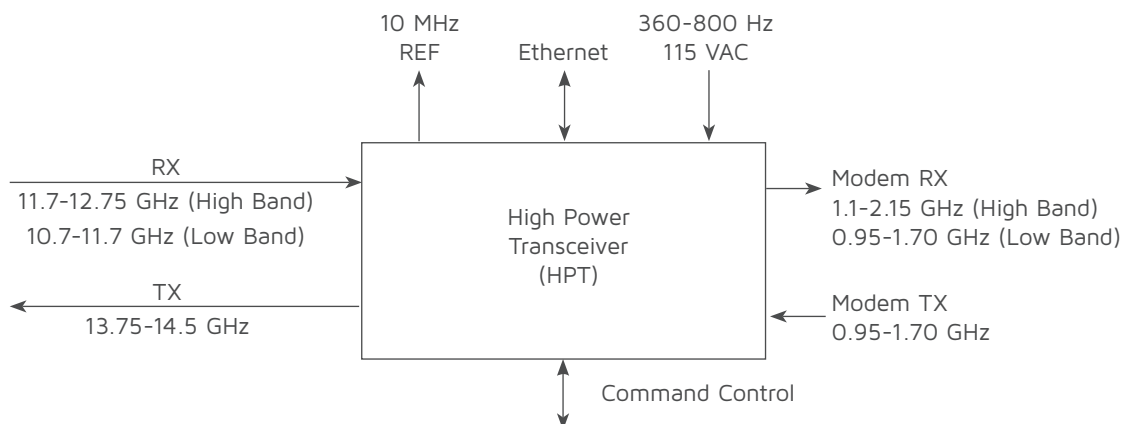 10 MHz
REF
Ethernet
360-800 Hz
115 VAC
RX
11.7-12.75 GHz (High Band)
10.7-11.7 GHz (Low Band)
TX
13.75-14.5 GHz
High Power
Transceiver
(HPT)
Modem RX
1.1-2.15 GHz (High Band)
0.95-1.70 GHz (Low Band)
Modem TX
0.95-1.70 GHz
Command Control